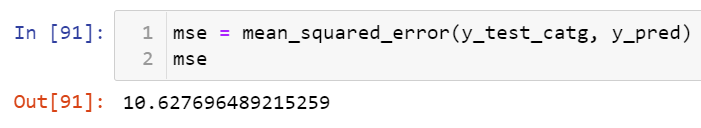 In [91]: 1 mse = mean_squared_error(y_test_catg, y_pred)
2 mse
Out[91]: 10.627696489215259